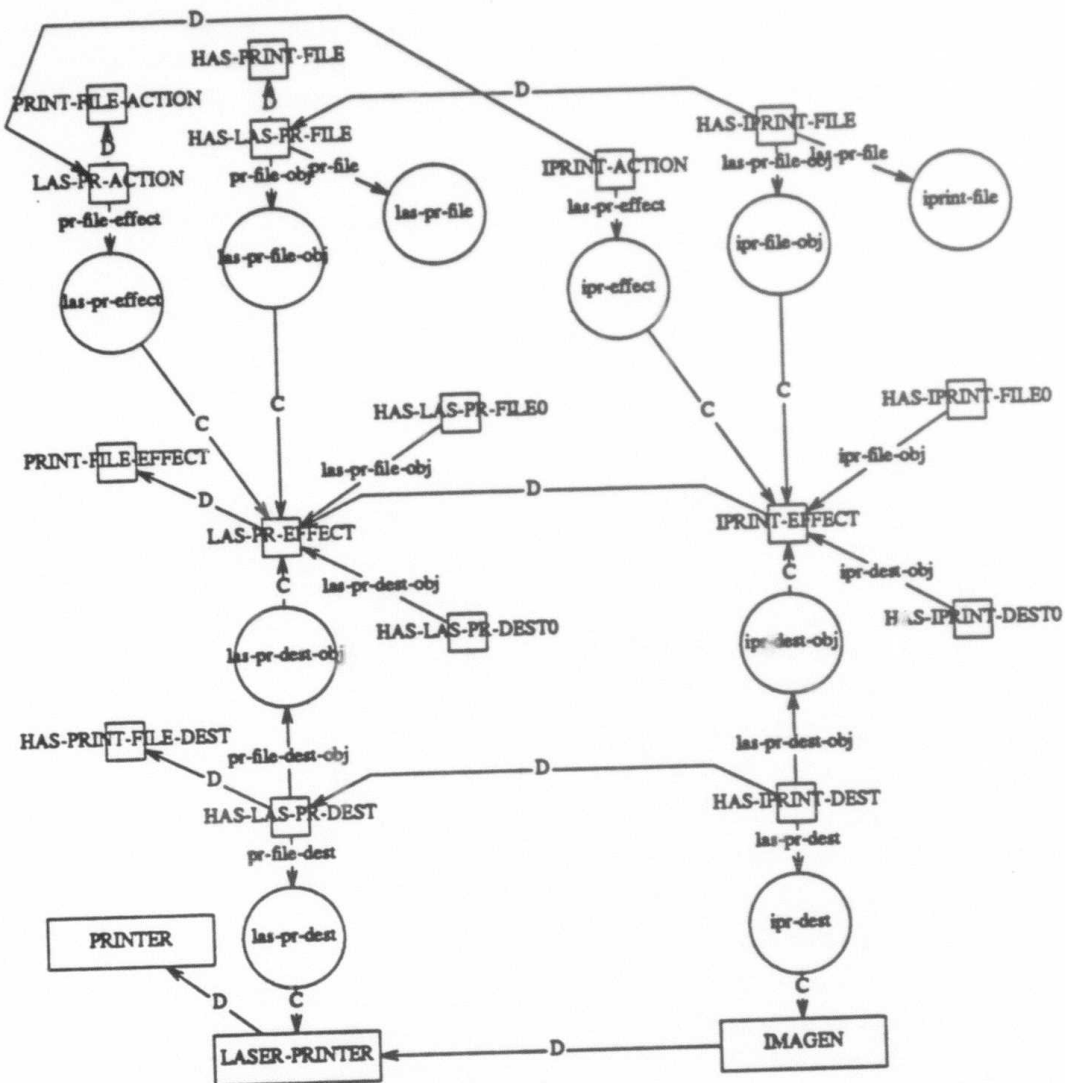 D
HAS-PRINT-FILE
PRINT-FILE-ACTION
D
D
D
HAS-LAS-PR-FILE
HAS-IPRINT-FILE
LAS-PR-ACTION
pr-file-obj
pr-file
IPRINT-ACTION
las-pr-file-obj
las-pr-file
pr-file-effect
las-pr-file
las-pr-effect
iprint-file
las-pr-file-obj
ipr-file-obj
las-pr-effect
ipr-effect
C
C
C
C
HAS-LAS-PR-FILE0
HAS-IPRINT-FILE0
PRINT-FILE-EFFECT
las-pr-file-obj
ipr-file-obj
D
D
LAS-PR-EFFECT
IPRINT-EFFECT
C
las-pr-dest-obj
C
ipr-dest-obj
HAS-LAS-PR-DEST0
HAS-IPRINT-DEST0
las-pr-dest-obj
ipr-dest-obj
HAS-PRINT-FILE-DEST
pr-file-dest-obj
las-pr-dest-obj
D
D
HAS-LAS-PR-DEST
HAS-IPRINT-DEST
pr-file-dest
las-pr-dest
PRINTER
las-pr-dest
ipr-dest
D
C
C
LASER-PRINTER
D
IMAGEN